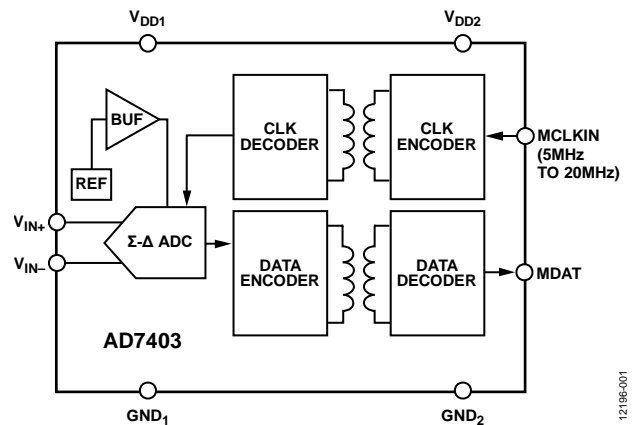 VDD1
VDD2
BUF
REF
CLK
DECODER
CLK
ENCODER
MCLKIN
(5MHz
TO 20MHz)
VIN+
VIN–
Σ-Δ ADC
DATA
ENCODER
DATA
DECODER
MDAT
AD7403
GND1
GND2
12196-001